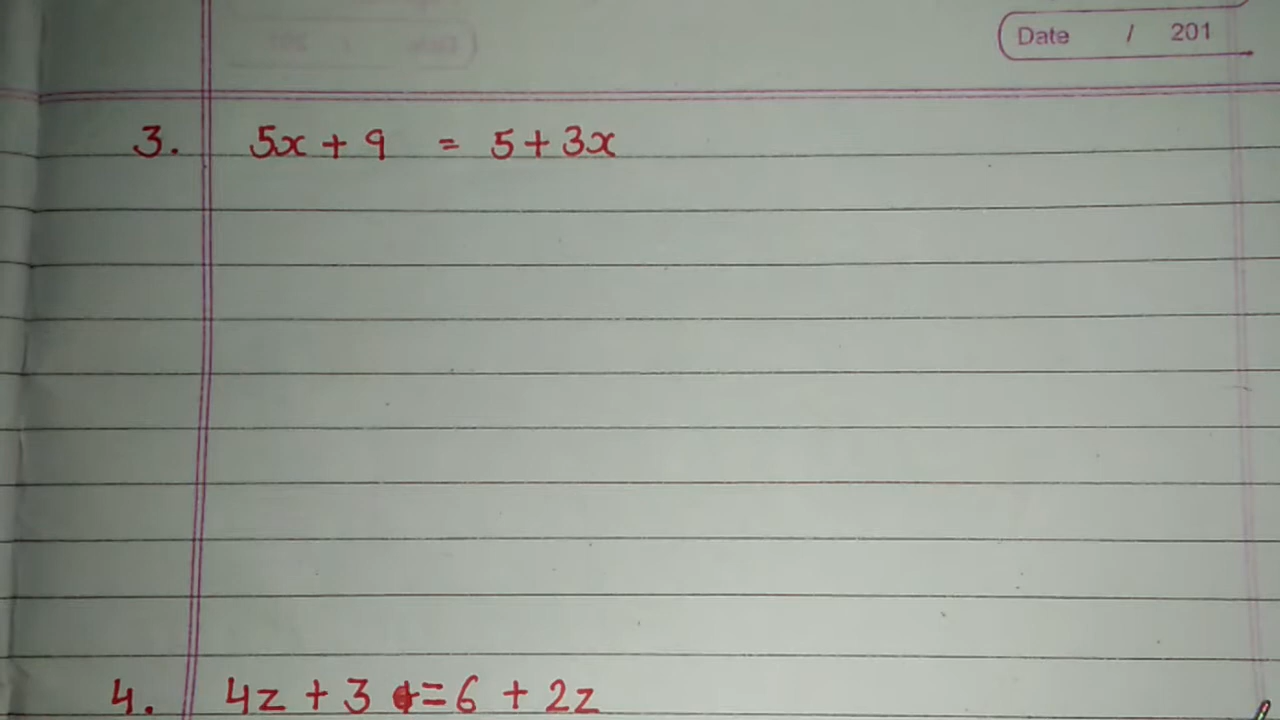 Date / 201
3. 5x + 9 = 5 + 3x
4. 4z + 3 = 6 + 2z